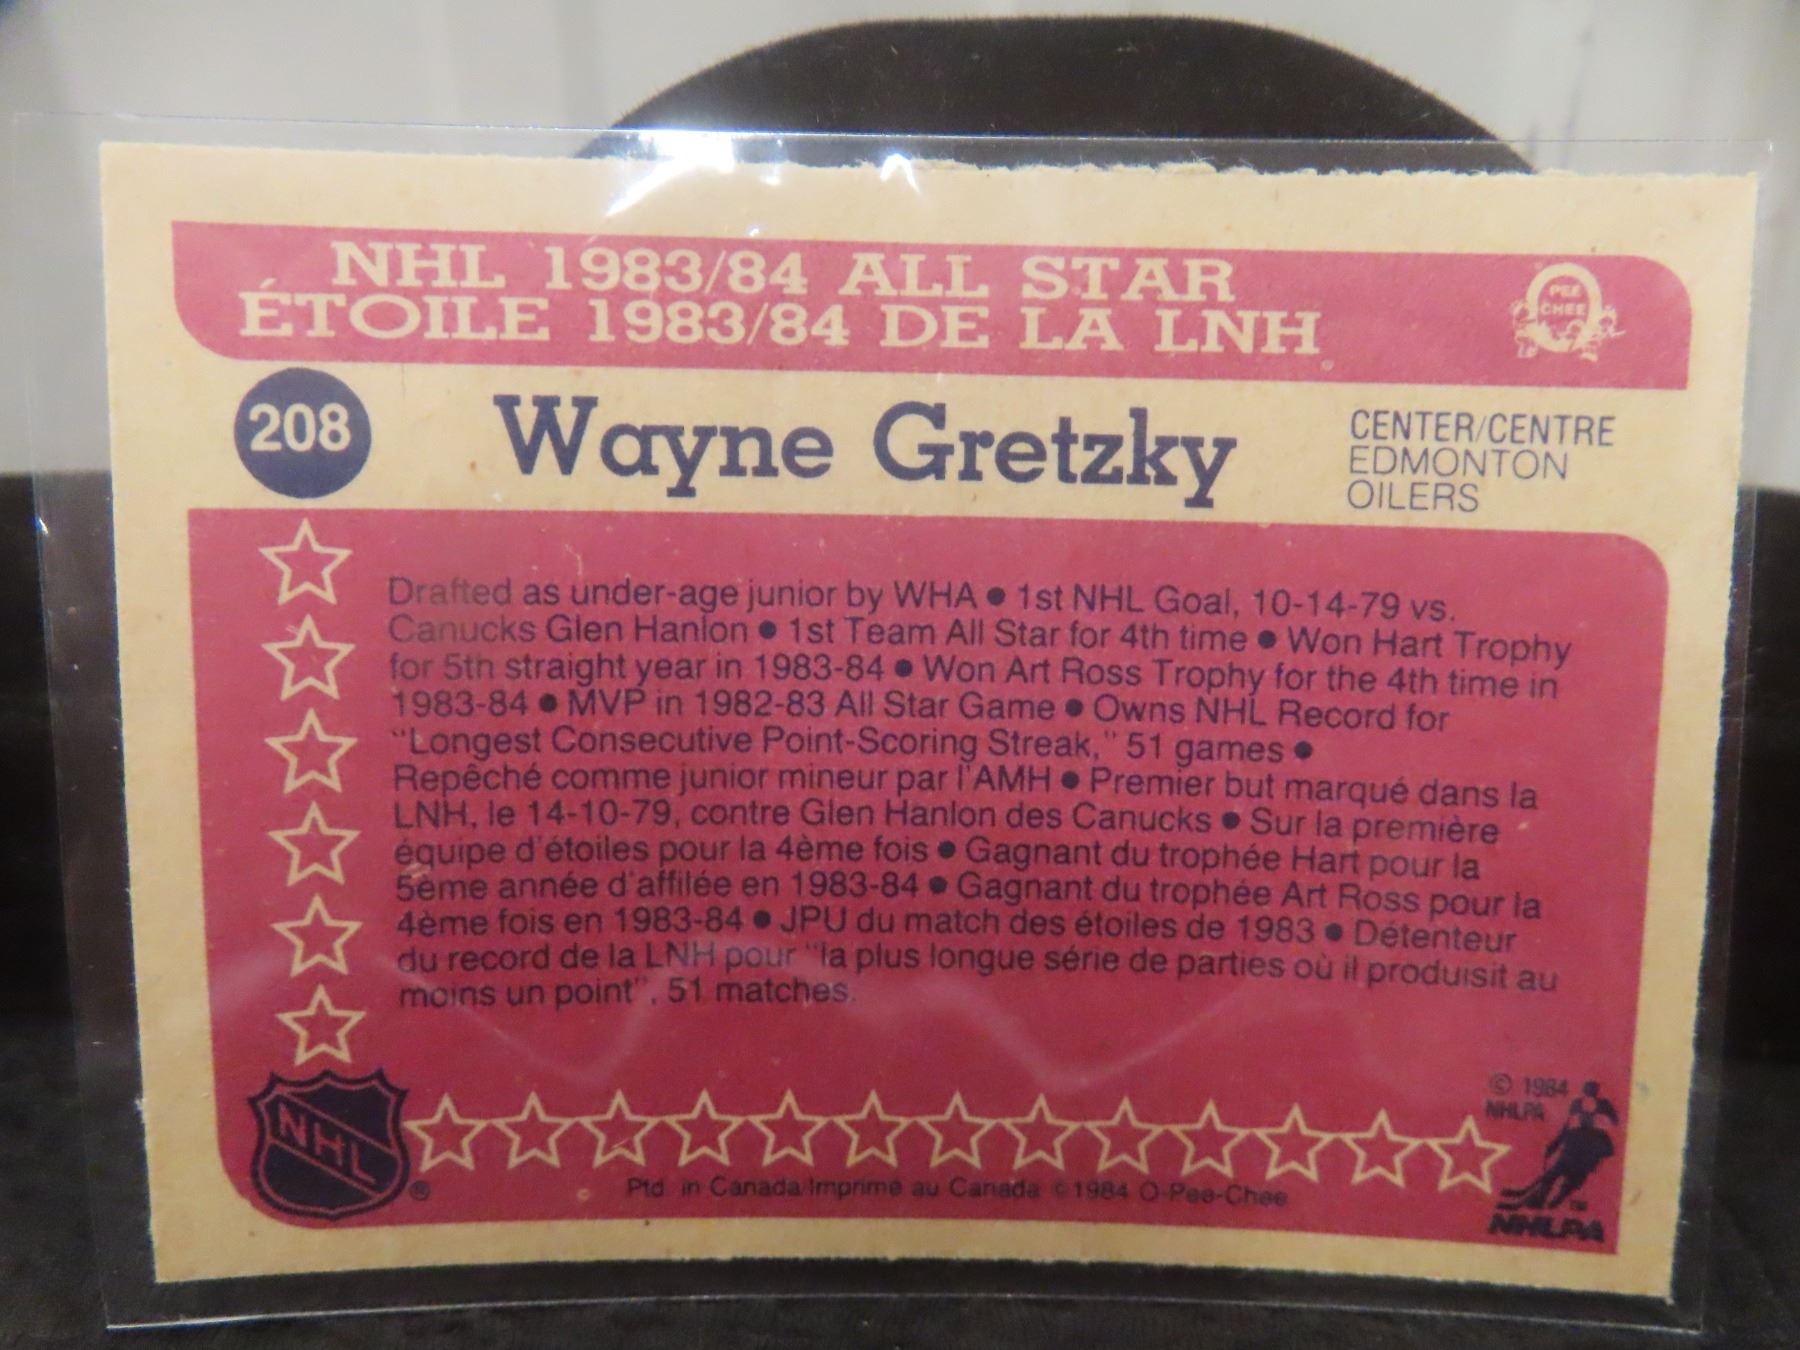 NHL 1983/84 ALL STAR
ÉTOILE 1983/84 DE LA LNH
PEE
CHEE
208
Wayne Gretzky
CENTER/CENTRE
EDMONTON
OILERS
Drafted as under-age junior by WHA ● 1st NHL Goal, 10-14-79 vs.
Canucks Glen Hanlon ● 1st Team All Star for 4th time ● Won Hart Trophy
for 5th straight year in 1983-84 ● Won Art Ross Trophy for the 4th time in
1983-84 ● MVP in 1982-83 All Star Game ● Owns NHL Record for
"Longest Consecutive Point-Scoring Streak," 51 games ●
Repêché comme junior mineur par l'AMH ● Premier but marqué dans la
LNH, le 14-10-79, contre Glen Hanlon des Canucks ● Sur la première
équipe d'étoiles pour la 4ème fois ● Gagnant du trophée Hart pour la
5ème année d'affilée en 1983-84 ● Gagnant du trophée Art Ross pour la
4ème fois en 1983-84 ● JPU du match des étoiles de 1983 ● Détenteur
du record de la LNH pour "la plus longue série de parties où il produisit au
moins un point", 51 matches.
© 1984
NHLPA
NHL ®
Ptd. in Canada/Imprimé au Canada © 1984 O-Pee-Chee
TM
NHLPA